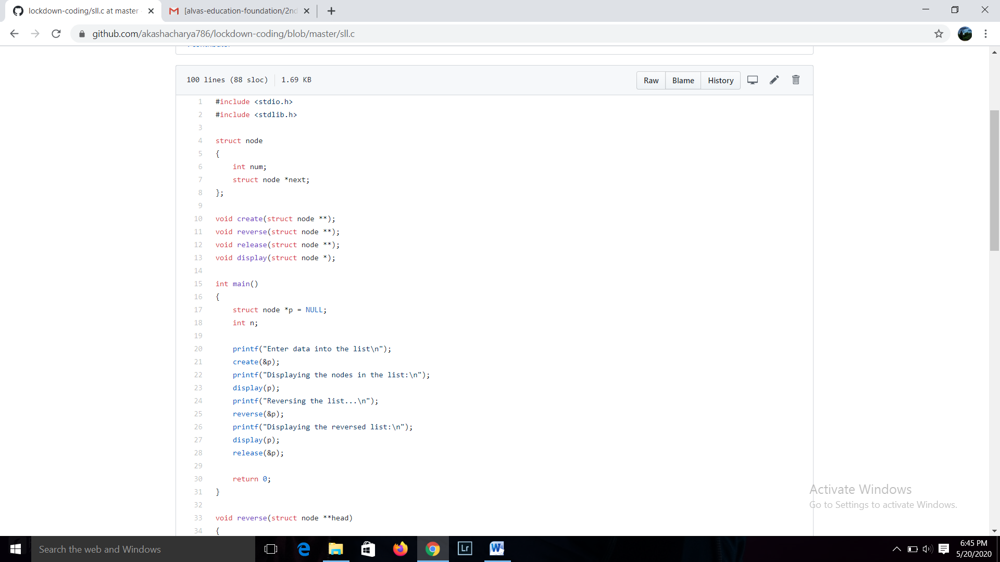 lockdown-coding/sll.c at master
[alvas-education-foundation/2nd
github.com/akashacharya786/lockdown-coding/blob/master/sll.c
100 lines (88 sloc) 1.69 KB
Raw Blame History
1 #include <stdio.h>
2 #include <stdlib.h>
3
4 struct node
5 {
6     int num;
7     struct node *next;
8 };
9
10 void create(struct node **);
11 void reverse(struct node **);
12 void release(struct node **);
13 void display(struct node *);
14
15 int main()
16 {
17     struct node *p = NULL;
18     int n;
19
20     printf("Enter data into the list\n");
21     create(&p);
22     printf("Displaying the nodes in the list:\n");
23     display(p);
24     printf("Reversing the list...\n");
25     reverse(&p);
26     printf("Displaying the reversed list:\n");
27     display(p);
28     release(&p);
29
30     return 0;
31 }
32
33 void reverse(struct node **head)
34 {
Activate Windows
Go to Settings to activate Windows.
Search the web and Windows
Lr
W
6:45 PM
5/20/2020